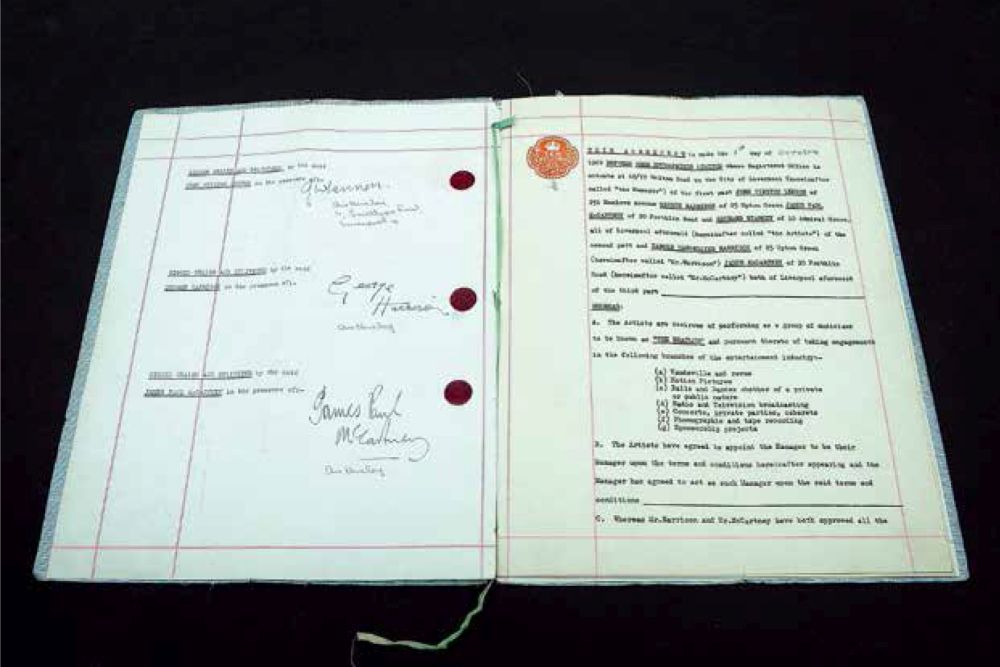 SIGNED SEALED AND DELIVERED by the said
JOHN WINSTON LENNON in the presence of:-
J W Lennon.
Liverpool
SIGNED SEALED AND DELIVERED by the said
GEORGE HARRISON in the presence of:-
George
Harrison
SIGNED SEALED AND DELIVERED by the said
JAMES PAUL McCARTNEY in the presence of:-
James Paul
McCartney
THIS AGREEMENT is made the 1st day of October
1962 BETWEEN NEMS ENTERPRISES LIMITED whose Registered Office is
situate at 12/14 Whitechapel in the City of Liverpool (hereinafter
called "the Manager") of the first part JOHN WINSTON LENNON of
251 Menlove Avenue GEORGE HARRISON of 25 Upton Green JAMES PAUL
McCARTNEY of 20 Forthlin Road and RICHARD STARKEY of 10 Admiral Grove,
all of Liverpool aforesaid (hereinafter called "the Artists") of the
second part and HAROLD HARGREAVES HARRISON of 25 Upton Green
(hereinafter called "Mr.Harrison") JAMES McCARTNEY of 20 Forthlin
Road (hereinafter called "Mr.McCartney") both of Liverpool aforesaid
of the third part
WHEREAS:
A. The Artists are desirous of performing as a group of musicians
to be known as "THE BEATLES" and pursuant thereto of taking engagements
in the following branches of the entertainment industry:-
(a) Vaudeville and revue
(b) Motion Pictures
(c) Balls and Dances whether of a private
or public nature
(d) Radio and Television broadcasting
(e) Concerts, private parties, cabarets
(f) Phonographic and tape recording
(g) Sponsorship projects
B. The Artists have agreed to appoint the Manager to be their
Manager upon the terms and conditions hereinafter appearing and the
Manager has agreed to act as such Manager upon the said terms and
conditions
C. Whereas Mr.Harrison and Mr.McCartney have both approved all the